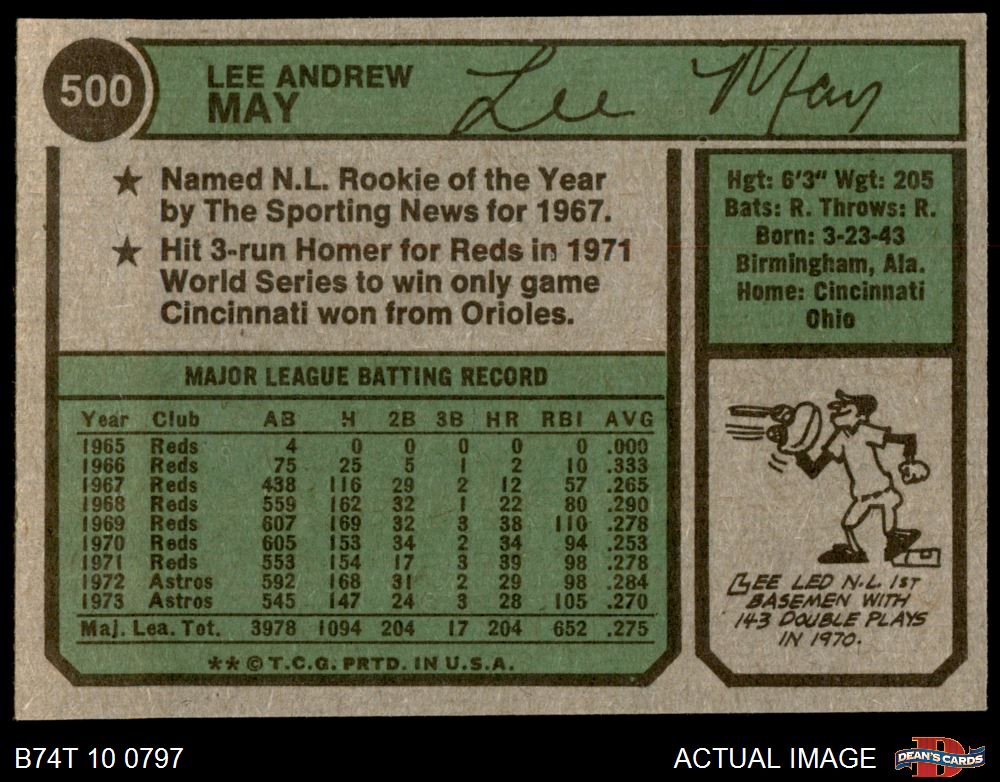 500
LEE ANDREW
MAY
Lee May
★ Named N.L. Rookie of the Year
by The Sporting News for 1967.
★ Hit 3-run Homer for Reds in 1971
World Series to win only game
Cincinnati won from Orioles.
Hgt: 6'3" Wgt: 205
Bats: R. Throws: R.
Born: 3-23-43
Birmingham, Ala.
Home: Cincinnati
Ohio
MAJOR LEAGUE BATTING RECORD
Year Club AB H 2B 3B HR RBI AVG
1965 Reds 4 0 0 0 0 0 .000
1966 Reds 75 25 5 1 2 10 .333
1967 Reds 438 116 29 2 12 57 .265
1968 Reds 559 162 32 1 22 80 .290
1969 Reds 607 169 32 3 38 110 .278
1970 Reds 605 153 34 2 34 94 .253
1971 Reds 553 154 17 3 39 98 .278
1972 Astros 592 168 31 2 29 98 .284
1973 Astros 545 147 24 3 28 105 .270
Maj. Lea. Tot. 3978 1094 204 17 204 652 .275
** © T.C.G. PRTD. IN U.S.A.
LEE LED N.L. 1ST
BASEMEN WITH
143 DOUBLE PLAYS
IN 1970.
B74T 10 0797
ACTUAL IMAGE
DEAN'S CARDS